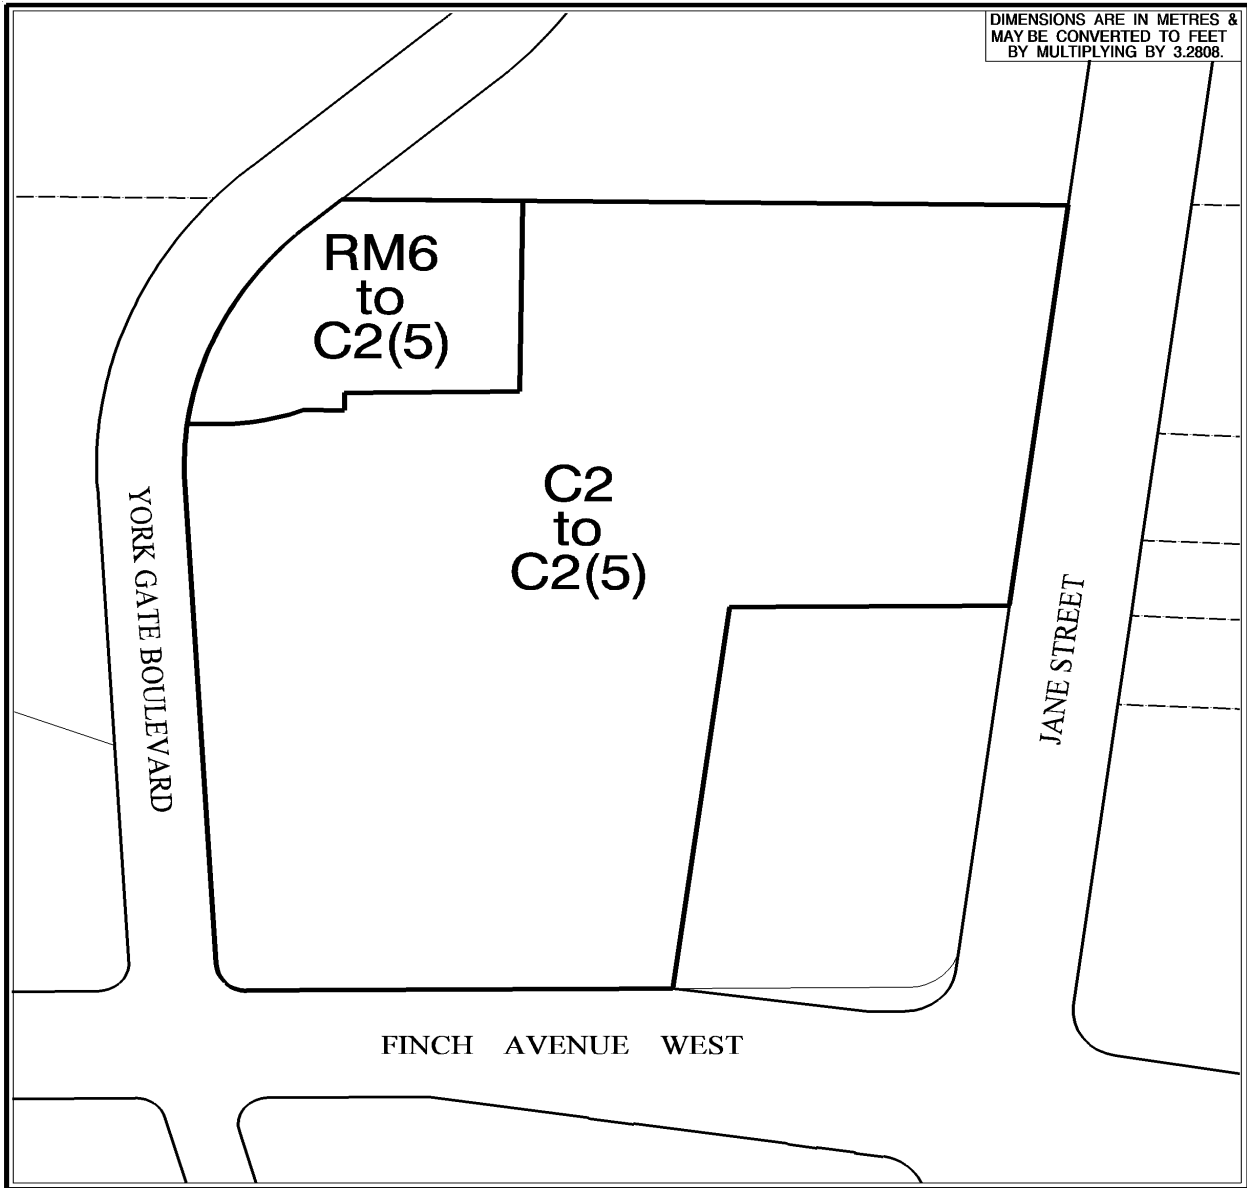 DIMENSIONS ARE IN METRES &
MAY BE CONVERTED TO FEET
BY MULTIPLYING BY 3.2808.
RM6
to
C2(5)
C2
to
C2(5)
YORK GATE BOULEVARD
JANE STREET
FINCH AVENUE WEST